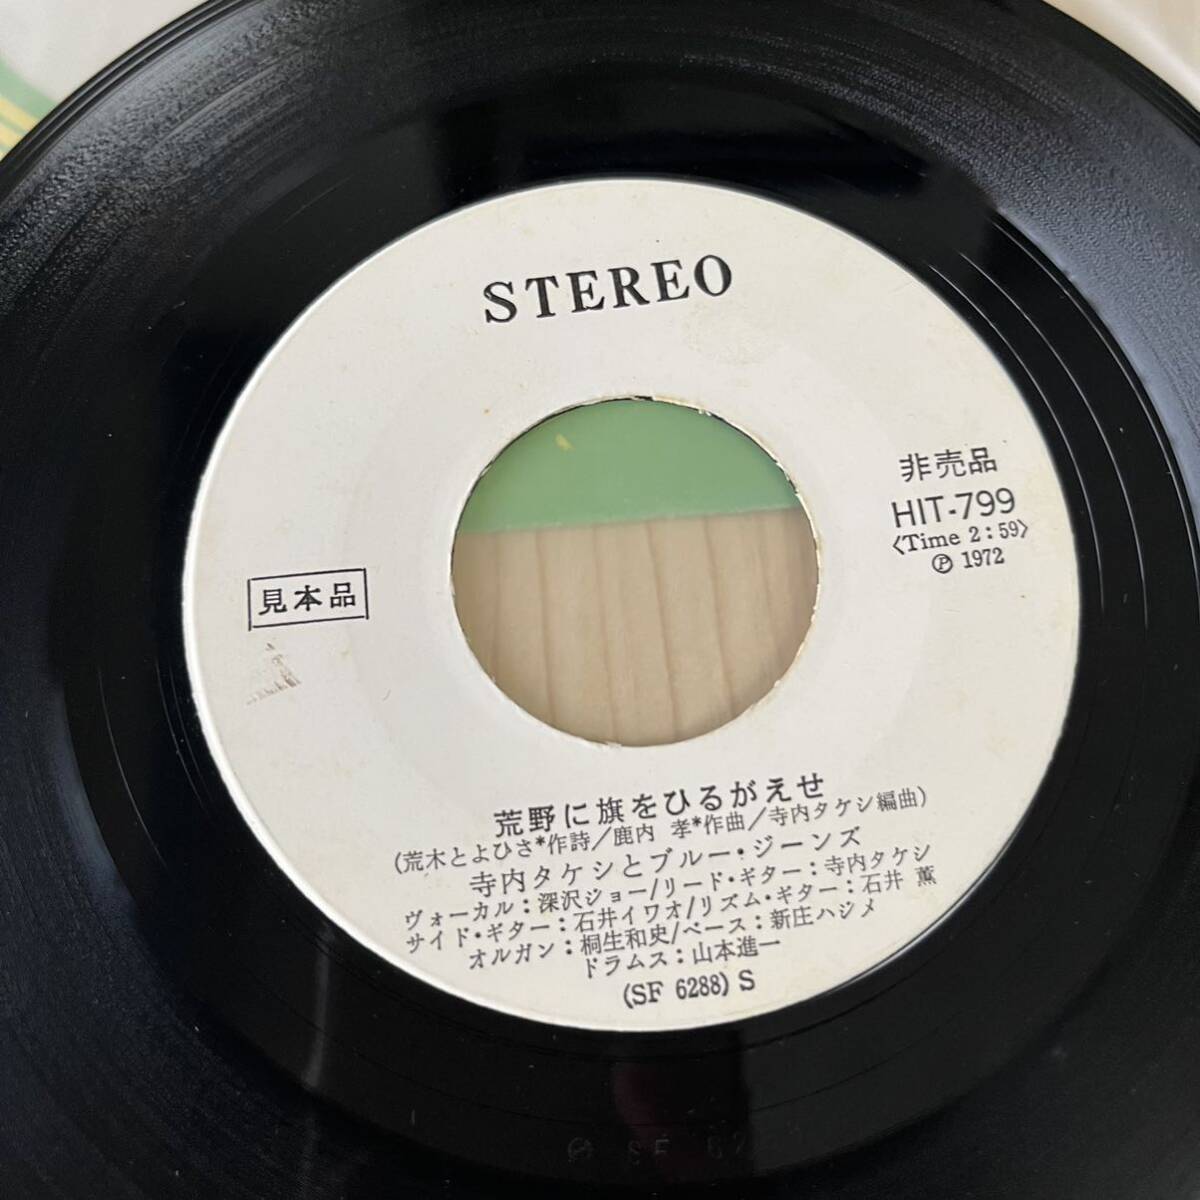 STEREO
非売品
HIT-799
〈Time 2:59〉
Ⓟ 1972
見本品
荒野に旗をひるがえせ
(荒木とよひさ*作詩/鹿内 孝*作曲/寺内タケシ編曲)
寺内タケシとブルー・ジーンズ
ヴォーカル:深沢ジョー/リード・ギター:寺内タケシ
サイド・ギター:石井イワオ/リズム・ギター:石井 薫
オルガン:桐生和史/ベース:新庄ハジメ
ドラムス:山本進一
(SF 6288) S